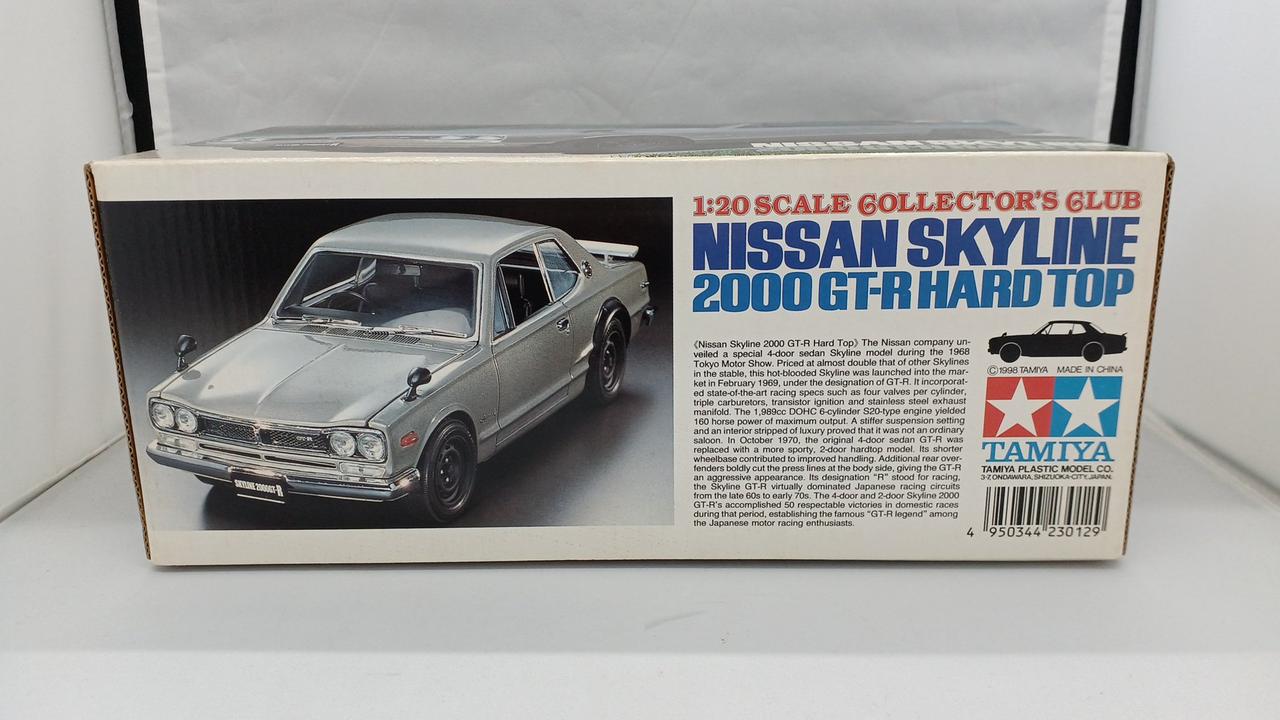 NISSAN SKYLINE
1:20 SCALE COLLECTOR'S CLUB
NISSAN SKYLINE
2000 GT-R HARD TOP
《Nissan Skyline 2000 GT-R Hard Top》 The Nissan company un-
veiled a special 4-door sedan Skyline model during the 1968
Tokyo Motor Show. Priced at almost double that of other Skylines
in the stable, this hot-blooded Skyline was launched into the mar-
ket in February 1969, under the designation of GT-R. It incorporat-
ed state-of-the-art racing specs such as four valves per cylinder,
triple carburetors, transistor ignition and stainless steel exhaust
manifold. The 1,989cc DOHC 6-cylinder S20-type engine yielded
160 horse power of maximum output. A stiffer suspension setting
and an interior stripped of luxury proved that it was not an ordinary
saloon. In October 1970, the original 4-door sedan GT-R was
replaced with a more sporty, 2-door hardtop model. Its shorter
wheelbase contributed to improved handling. Additional rear over-
fenders boldly cut the press lines at the body side, giving the GT-R
an aggressive appearance. Its designation "R" stood for racing,
the Skyline GT-R virtually dominated Japanese racing circuits
from the late 60s to early 70s. The 4-door and 2-door Skyline 2000
GT-R's accomplished 50 respectable victories in domestic races
during that period, establishing the famous "GT-R legend" among
the Japanese motor racing enthusiasts.
©1998 TAMIYA MADE IN CHINA
TAMIYA
TAMIYA PLASTIC MODEL CO.
3-7, ONDAWARA, SHIZUOKA-CITY, JAPAN.
4 950344 230129
GT-R
SKYLINE 2000GT-R